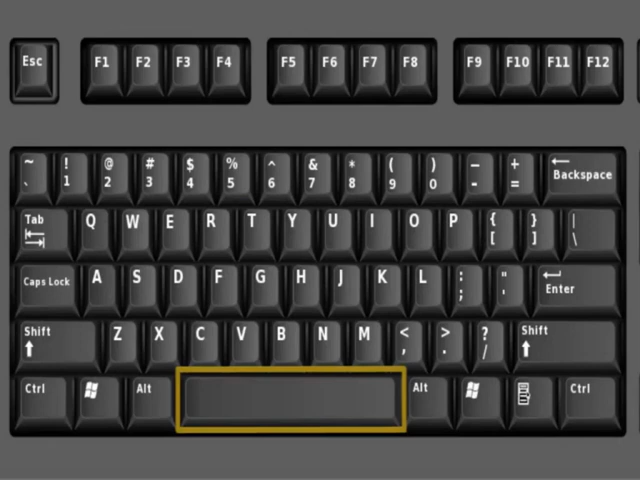 Esc F1 F2 F3 F4 F5 F6 F7 F8 F9 F10 F11 F12
~ ! @ # $ % ^ & * ( ) – + Backspace
` 1 2 3 4 5 6 7 8 9 0 - =
Tab Q W E R T Y U I O P { } |
[ ] \
Caps Lock A S D F G H J K L : " Enter
; '
Shift Z X C V B N M < > ? Shift
, . /
Ctrl Alt Alt Ctrl